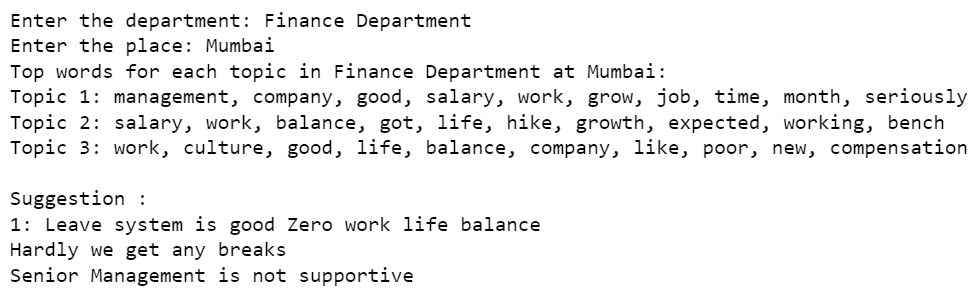 Enter the department: Finance Department
Enter the place: Mumbai
Top words for each topic in Finance Department at Mumbai:
Topic 1: management, company, good, salary, work, grow, job, time, month, seriously
Topic 2: salary, work, balance, got, life, hike, growth, expected, working, bench
Topic 3: work, culture, good, life, balance, company, like, poor, new, compensation
Suggestion :
1: Leave system is good Zero work life balance
Hardly we get any breaks
Senior Management is not supportive